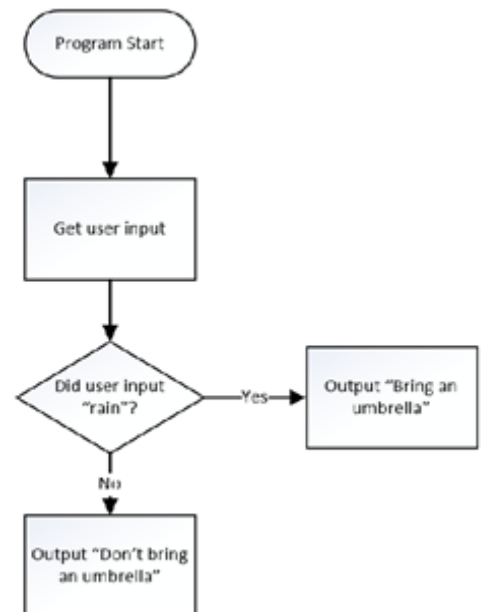 Program Start
Get user input
Did user input
“rain”?
Yes
Output “Bring an
umbrella”
No
Output “Don’t bring
an umbrella”